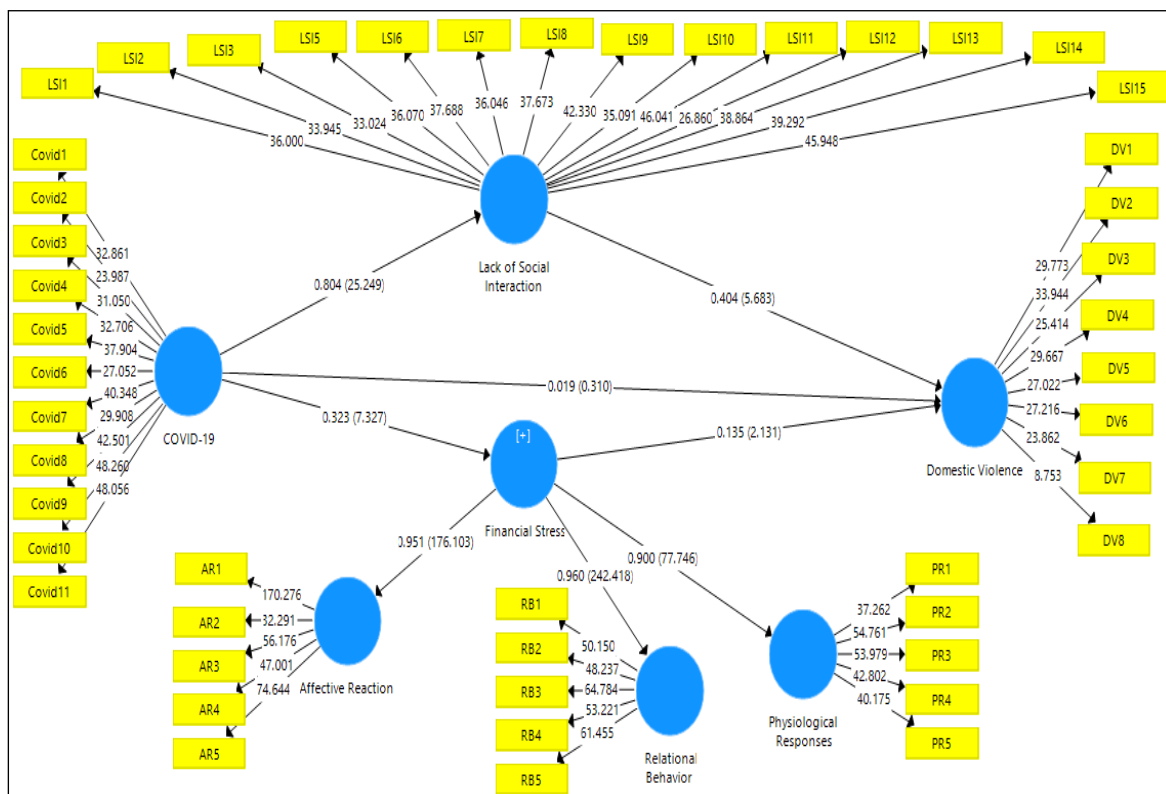 LSI1
LSI2
LSI3
LSI5
LSI6
LSI7
LSI8
LSI9
LSI10
LSI11
LSI12
LSI13
LSI14
LSI15
36.000
33.945
33.024
36.070
37.688
36.046
37.673
42.330
35.091
46.041
26.860
38.864
39.292
45.948
Lack of Social
Interaction
Covid1
Covid2
Covid3
Covid4
Covid5
Covid6
Covid7
Covid8
Covid9
Covid10
Covid11
32.861
23.987
31.050
32.706
37.904
27.052
40.348
29.908
42.501
48.260
48.056
COVID-19
0.804 (25.249)
0.404 (5.683)
0.019 (0.310)
0.323 (7.327)
0.135 (2.131)
[+]
Financial Stress
DV1
DV2
DV3
DV4
DV5
DV6
DV7
DV8
29.773
33.944
25.414
29.667
27.022
27.216
23.862
8.753
Domestic Violence
0.951 (176.103)
0.960 (242.418)
0.900 (77.746)
AR1
AR2
AR3
AR4
AR5
170.276
32.291
56.176
47.001
74.644
Affective Reaction
RB1
RB2
RB3
RB4
RB5
50.150
48.237
64.784
53.221
61.455
Relational
Behavior
PR1
PR2
PR3
PR4
PR5
37.262
54.761
53.979
42.802
40.175
Physiological
Responses